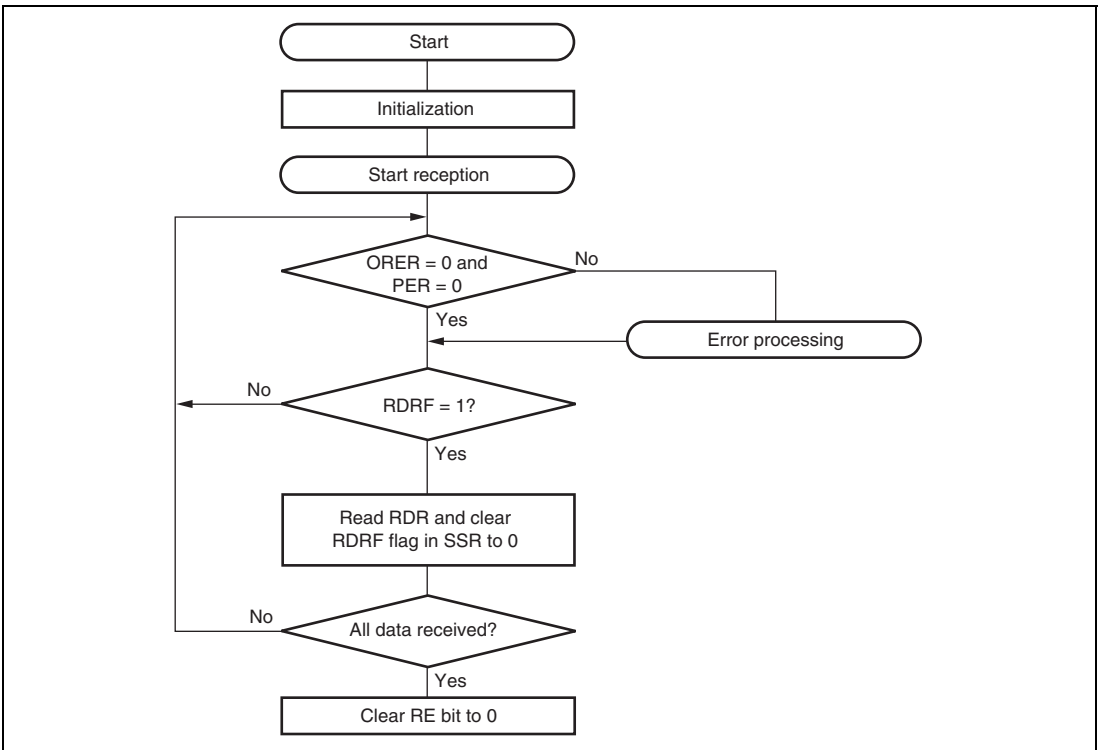 Start
Initialization
Start reception
ORER = 0 and
PER = 0
No
Yes
Error processing
No
RDRF = 1?
Yes
Read RDR and clear
RDRF flag in SSR to 0
No
All data received?
Yes
Clear RE bit to 0